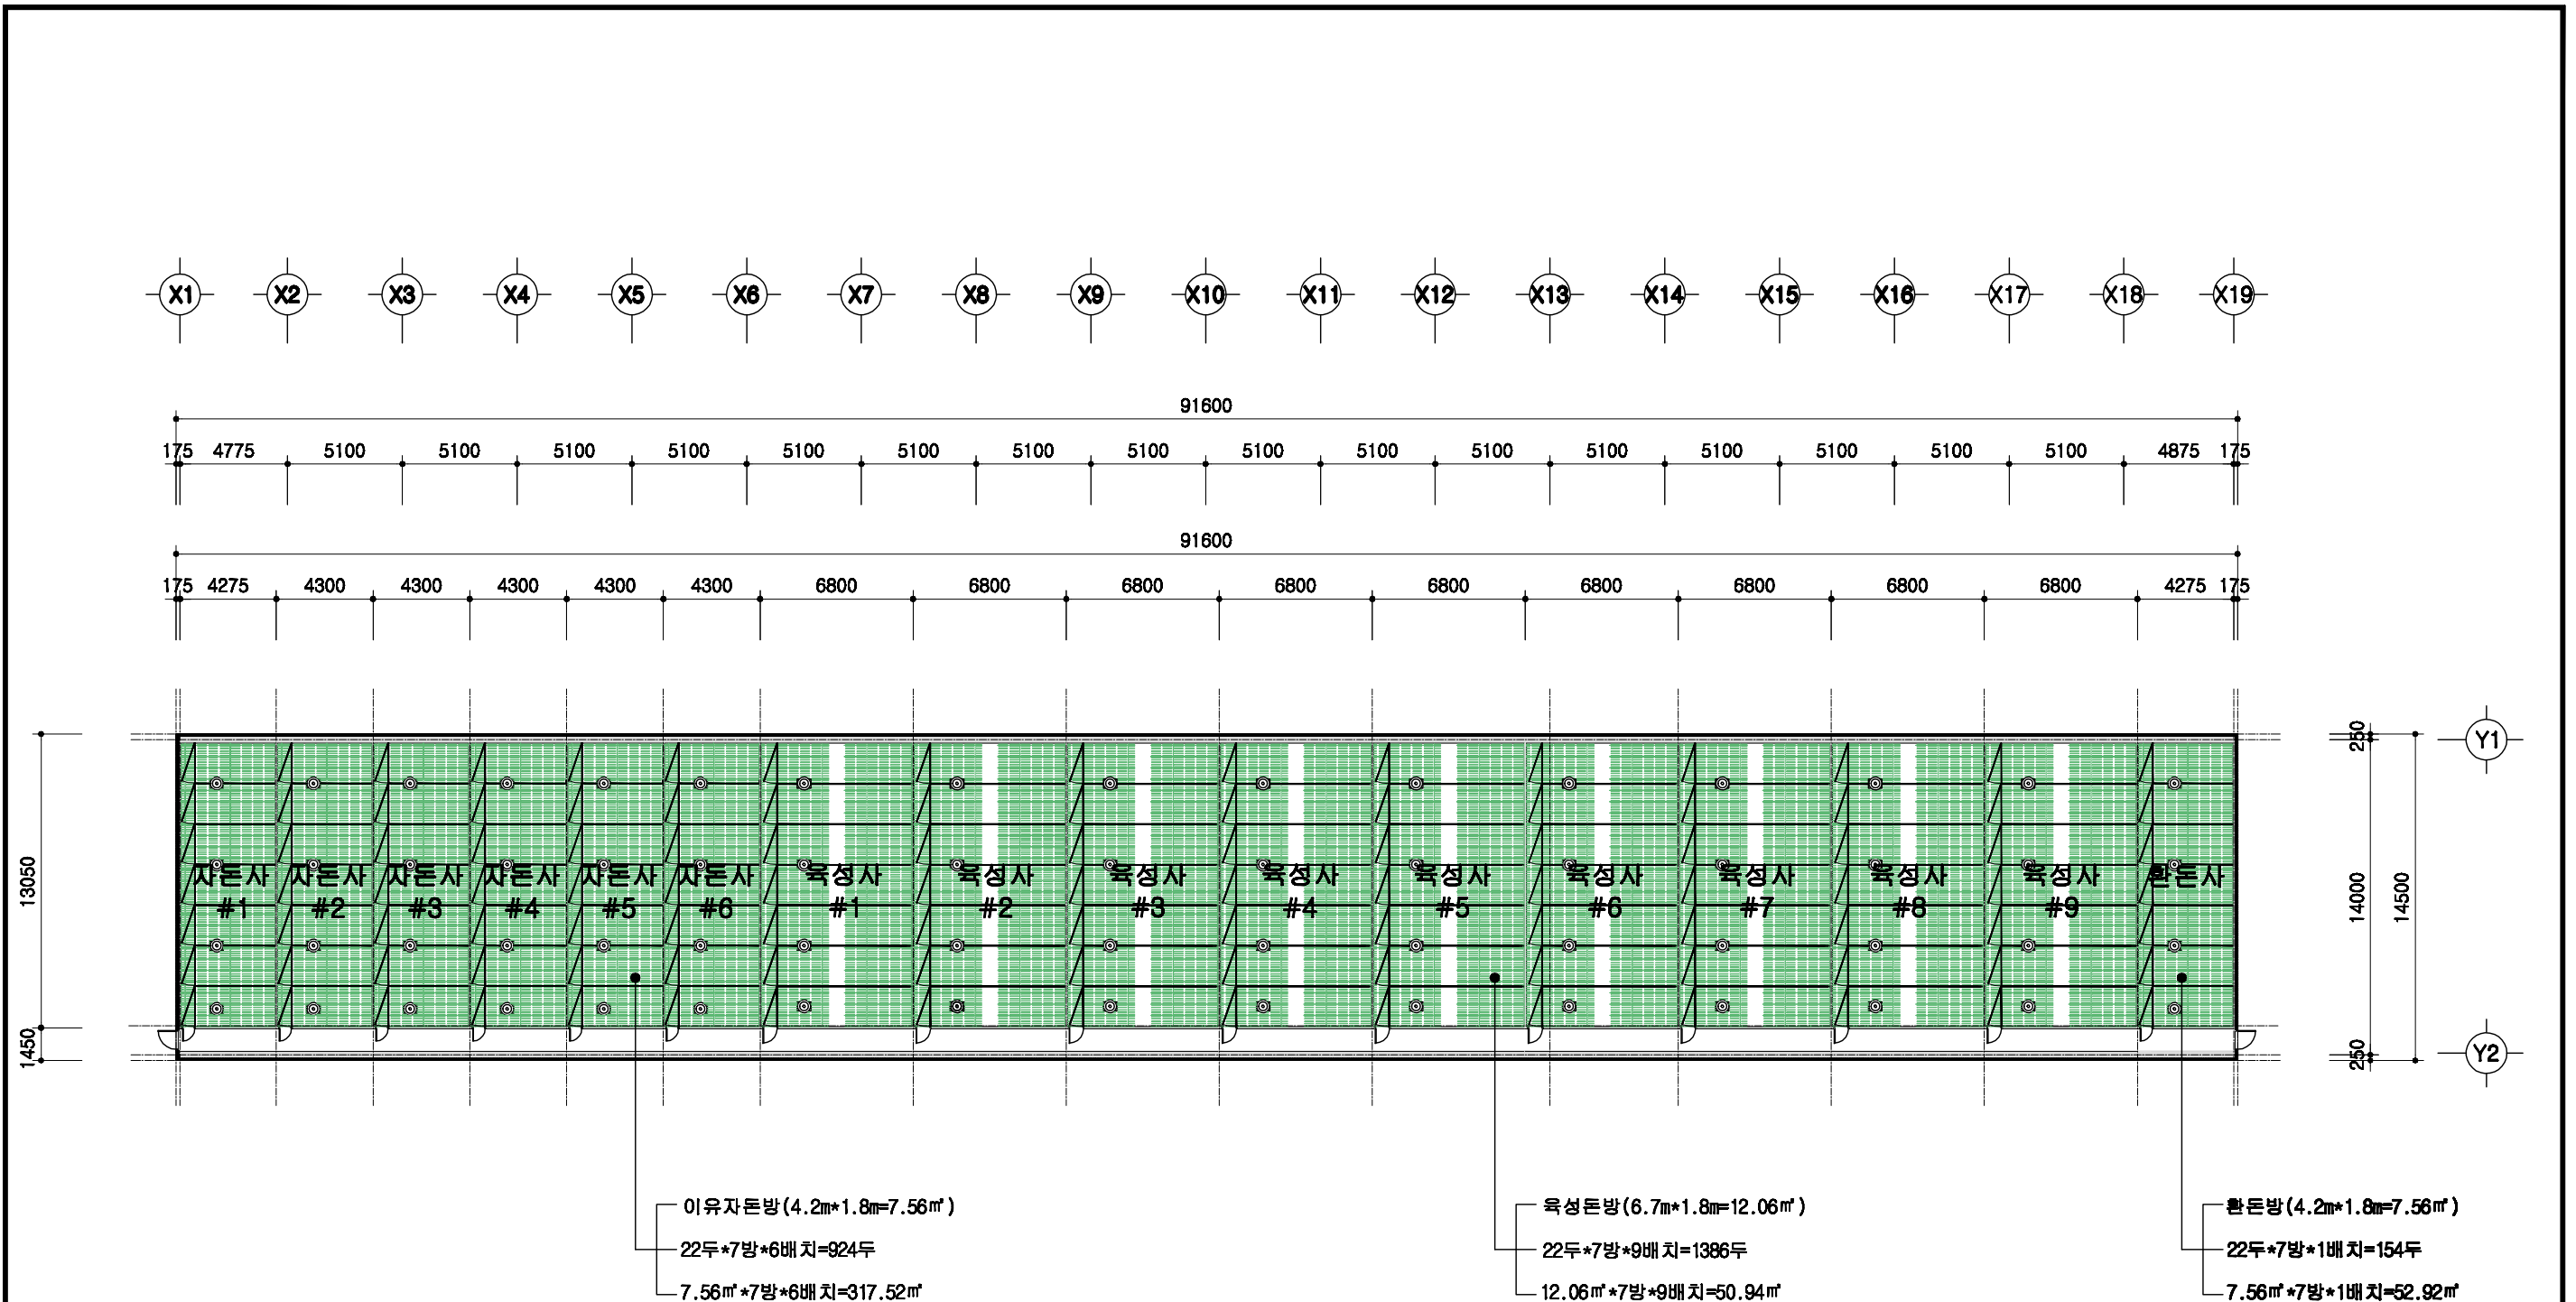 X1 X2 X3 X4 X5 X6 X7 X8 X9 X10 X11 X12 X13 X14 X15 X16 X17 X18 X19
91600
175 4775 5100 5100 5100 5100 5100 5100 5100 5100 5100 5100 5100 5100 5100 5100 5100 5100 4875 175
91600
175 4275 4300 4300 4300 4300 4300 6800 6800 6800 6800 6800 6800 6800 6800 6800 4275 175
250 Y1
자돈사 자돈사 자돈사 자돈사 자돈사 자돈사 육성사 육성사 육성사 육성사 육성사 육성사 육성사 육성사 육성사 환돈사
#1 #2 #3 #4 #5 #6 #1 #2 #3 #4 #5 #6 #7 #8 #9
13050 14000 14500
1450 250 Y2
이유자돈방(4.2m*1.8m=7.56㎡)
22두*7방*6배치=924두
7.56㎡*7방*6배치=317.52㎡
육성돈방(6.7m*1.8m=12.06㎡)
22두*7방*9배치=1386두
12.06㎡*7방*9배치=50.94㎡
환돈방(4.2m*1.8m=7.56㎡)
22두*7방*1배치=154두
7.56㎡*7방*1배치=52.92㎡